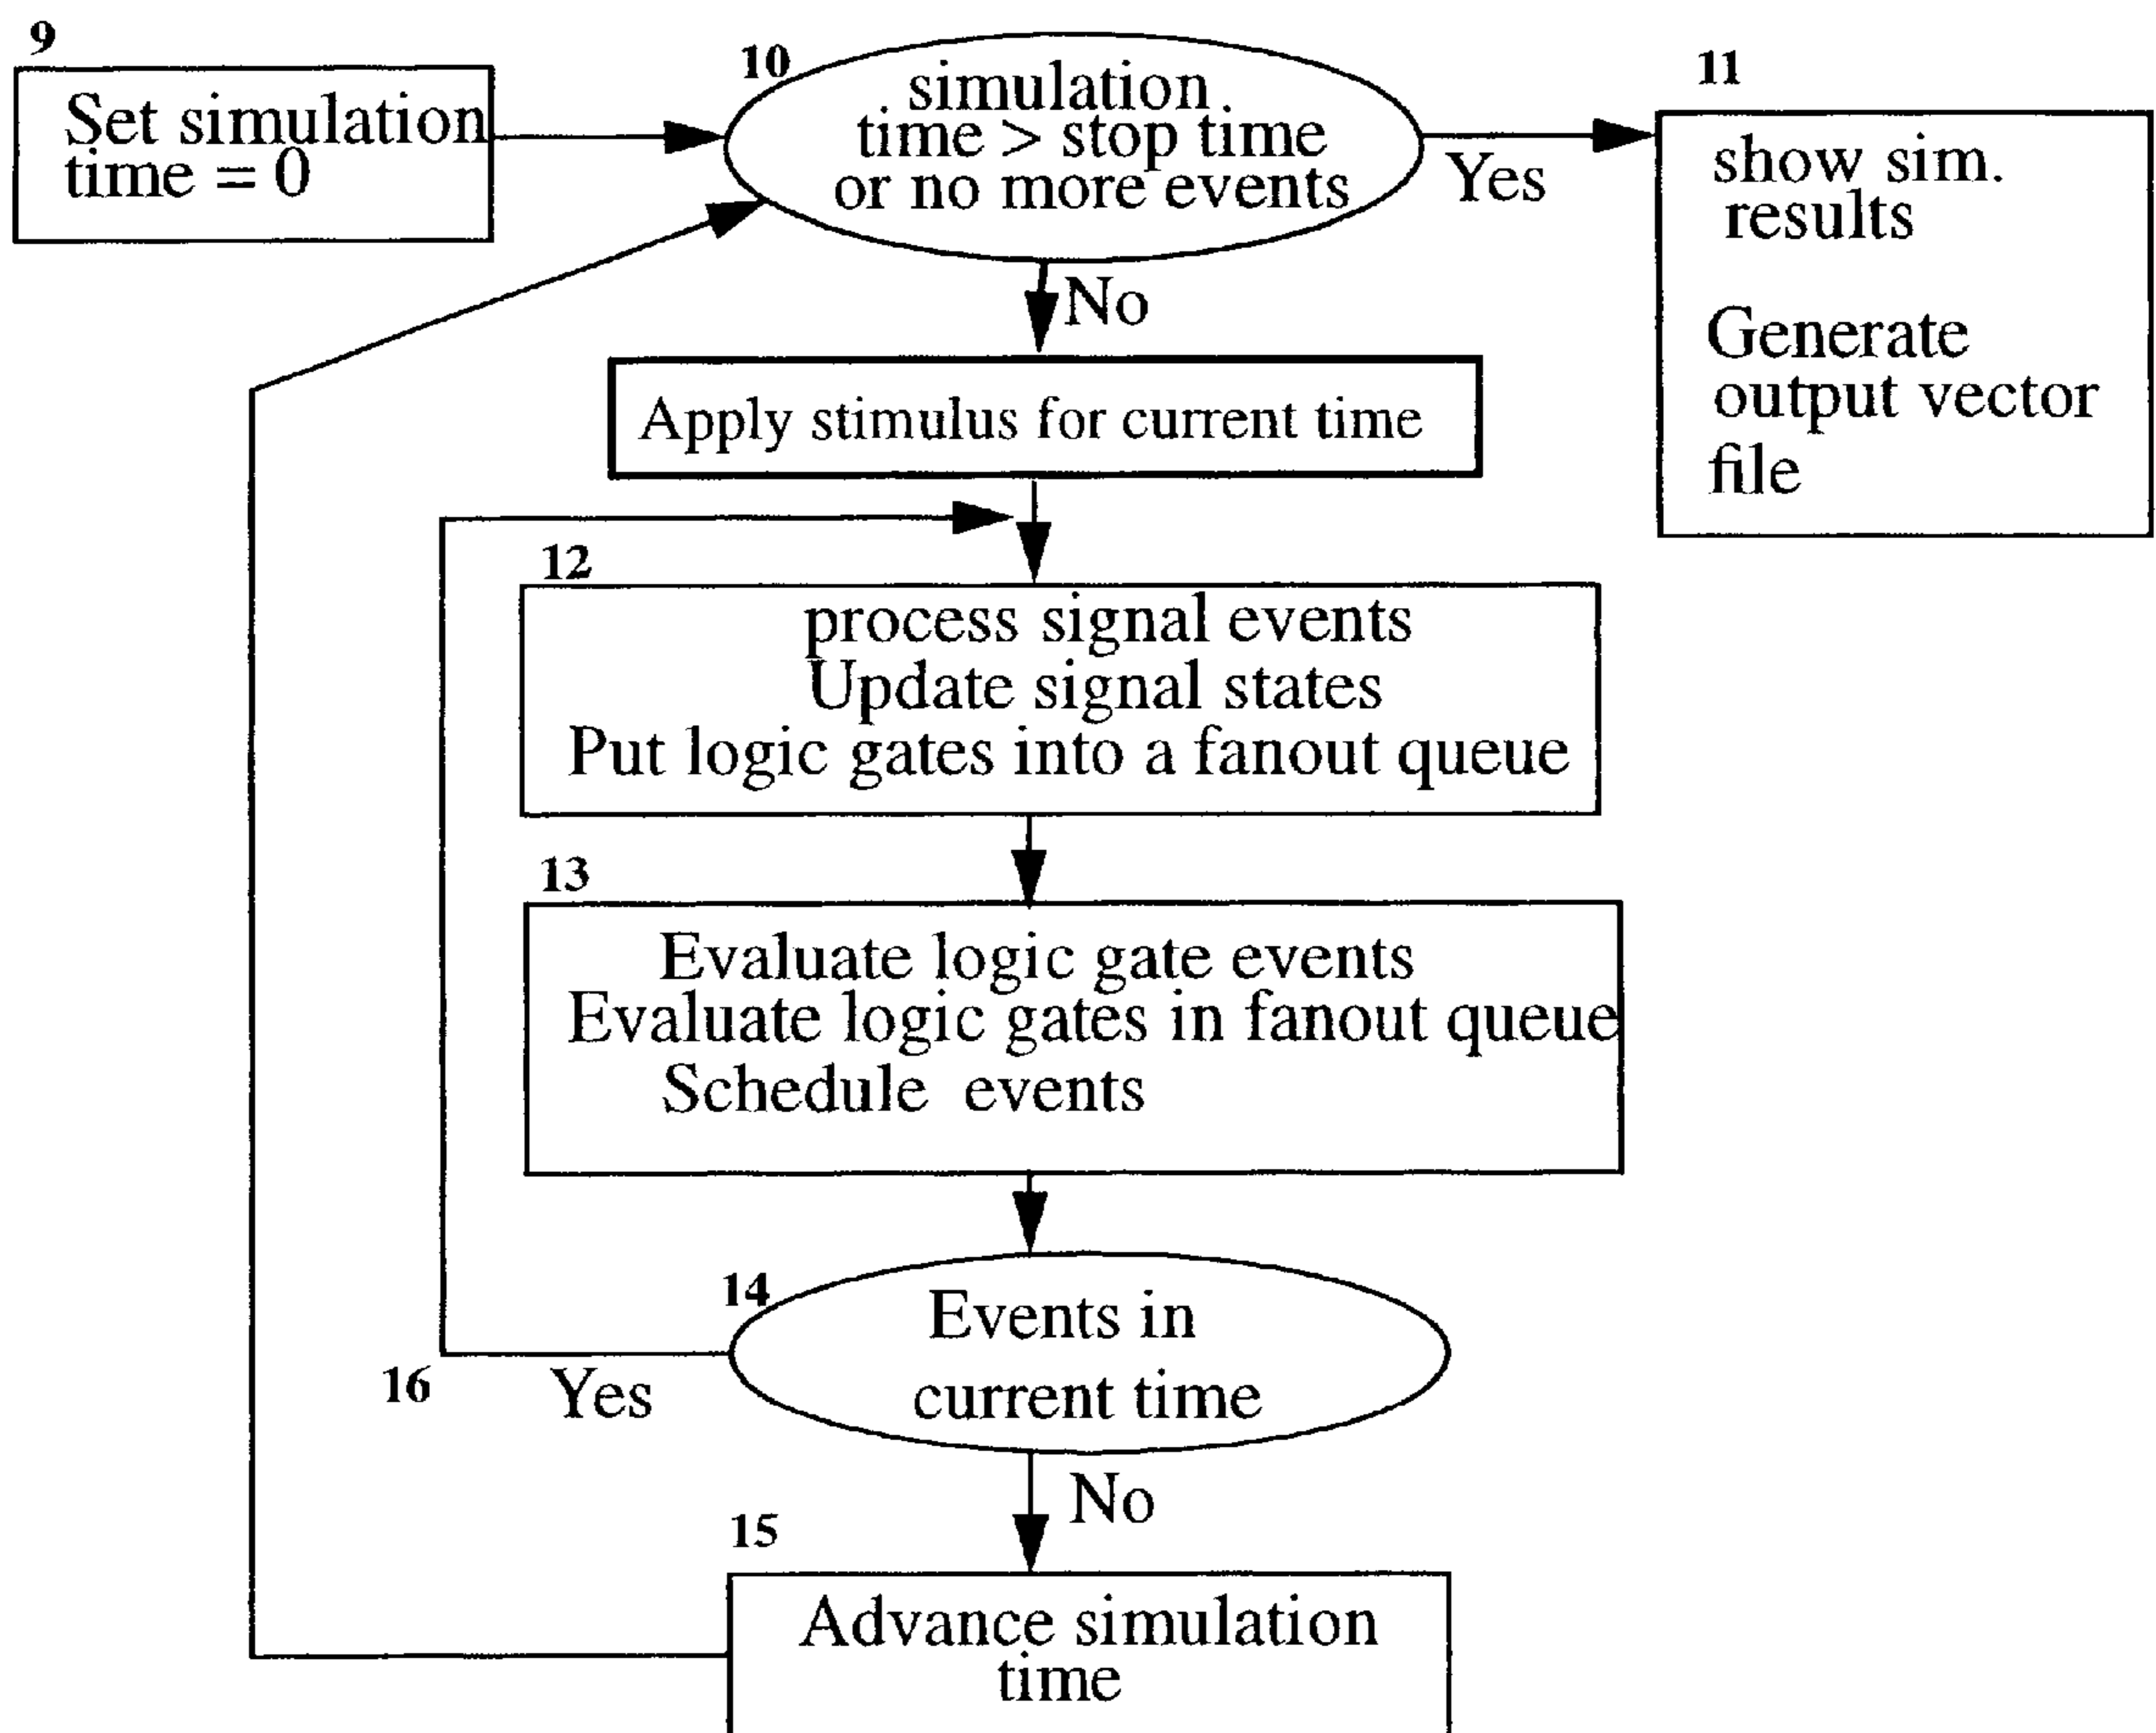 9
Set simulation
time = 0
10
simulation
time > stop time
or no more events
Yes
11
show sim.
results
Generate
output vector
file
No
Apply stimulus for current time
12
process signal events
Update signal states
Put logic gates into a fanout queue
13
Evaluate logic gate events
Evaluate logic gates in fanout queue
Schedule events
14
Events in
current time
16
Yes
No
15
Advance simulation
time